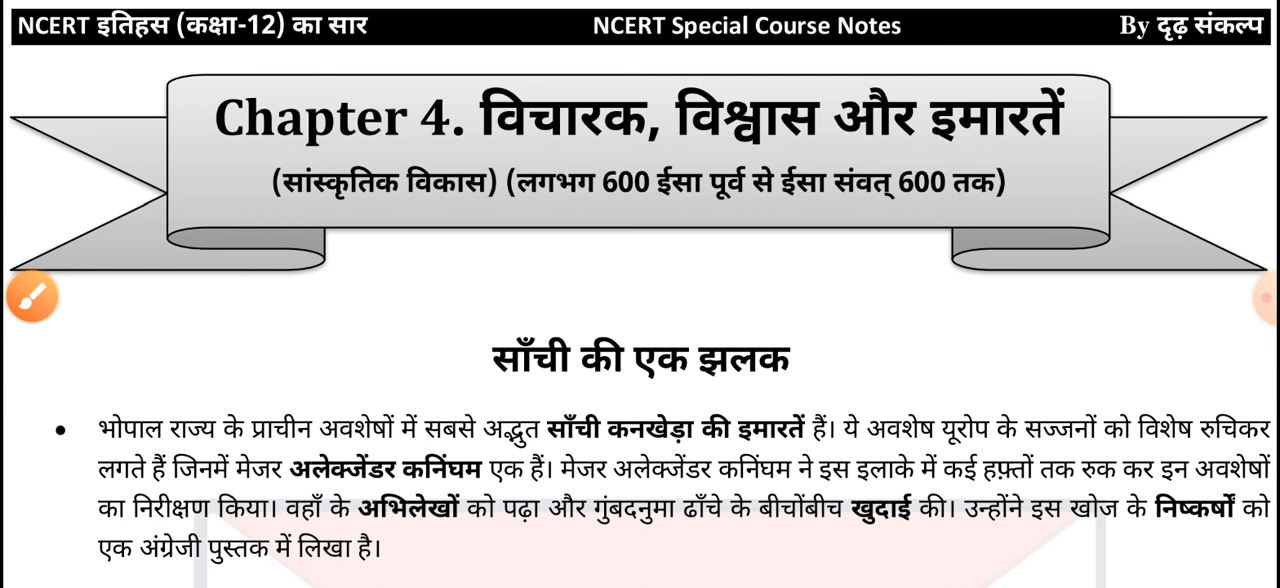 NCERT इतिहस (कक्षा-12) का सार NCERT Special Course Notes By दृढ़ संकल्प
Chapter 4. विचारक, विश्वास और इमारतें
(सांस्कृतिक विकास) (लगभग 600 ईसा पूर्व से ईसा संवत् 600 तक)
साँची की एक झलक
• भोपाल राज्य के प्राचीन अवशेषों में सबसे अद्भुत साँची कनखेड़ा की इमारतें हैं। ये अवशेष यूरोप के सज्जनों को विशेष रुचिकर
लगते हैं जिनमें मेजर अलेक्जेंडर कनिंघम एक हैं। मेजर अलेक्जेंडर कनिंघम ने इस इलाके में कई हफ़्तों तक रुक कर इन अवशेषों
का निरीक्षण किया। वहाँ के अभिलेखों को पढ़ा और गुंबदनुमा ढाँचे के बीचोंबीच खुदाई की। उन्होंने इस खोज के निष्कर्षों को
एक अंग्रेजी पुस्तक में लिखा है।